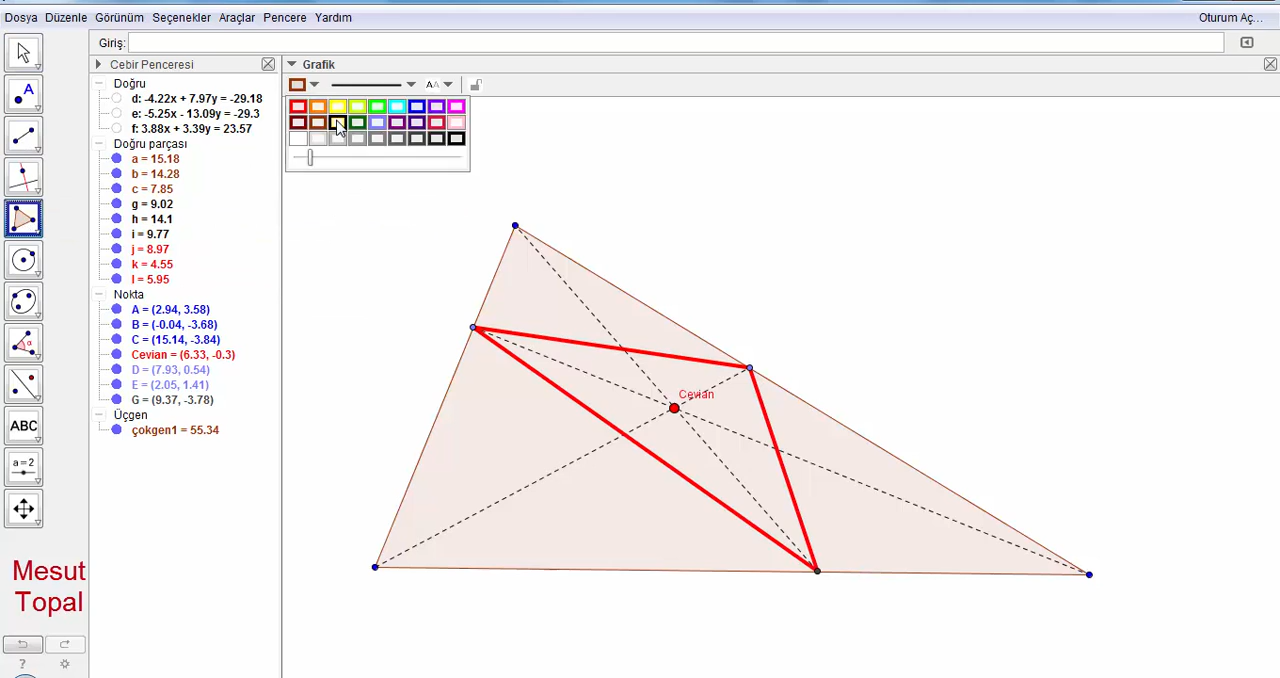 Dosya Düzenle Görünüm Seçenekler Araçlar Pencere Yardım Oturum Aç...
Giriş:
Cebir Penceresi
Grafik
AA
Doğru
d: -4.22x + 7.97y = -29.18
e: -5.25x - 13.09y = -29.3
f: 3.88x + 3.39y = 23.57
Doğru parçası
a = 15.18
b = 14.28
c = 7.85
g = 9.02
h = 14.1
i = 9.77
j = 8.97
k = 4.55
l = 5.95
Nokta
A = (2.94, 3.58)
B = (-0.04, -3.68)
C = (15.14, -3.84)
Cevian = (6.33, -0.3)
D = (7.93, 0.54)
E = (2.05, 1.41)
G = (9.37, -3.78)
Üçgen
çokgen1 = 55.34
A
α
ABC
a=2
Mesut
Topal
?
Cevian